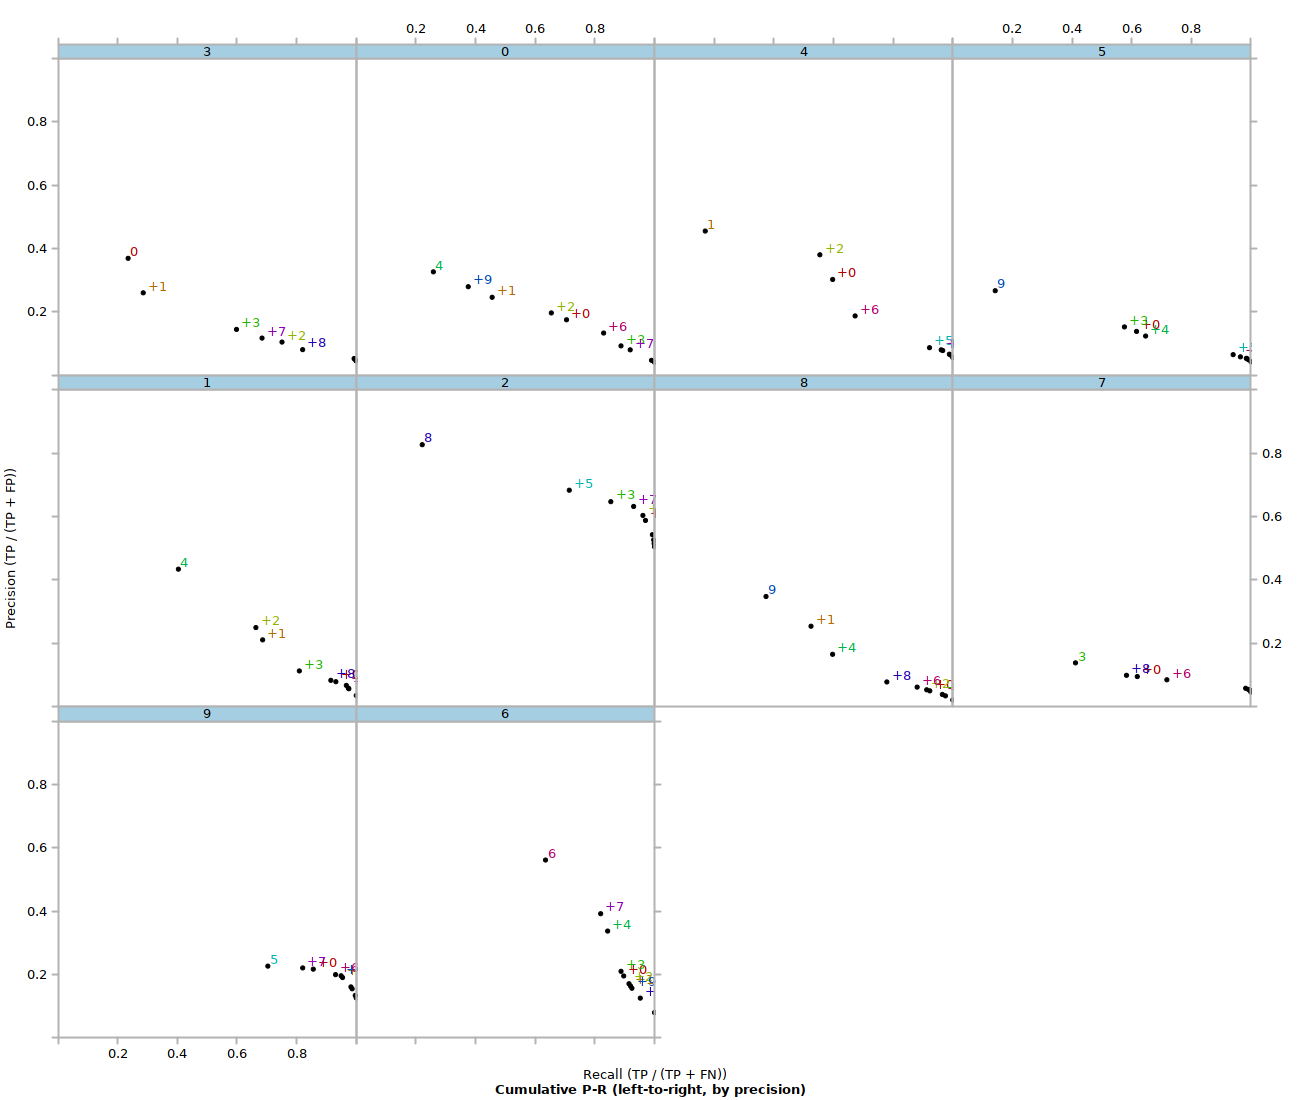 0.2 0.4 0.6 0.8 0.2 0.4 0.6 0.8
3 0 4 5
0.8
0.6
0.4
0.2
0 +1 +3 +7 +2 +8
4 +9 +1 +2 +0 +6 +7
1 +2 +0 +6 +5
9 +3 +0 +4
1 2 8 7
4 +2 +1 +3 +8
8 +5 +3 +7
9 +1 +4 +8 +6 +0
3 +8 +0 +6
0.8
0.6
0.4
0.2
9 6
0.8
0.6
0.4
0.2
5 +7 +0 +6
6 +7 +4 +0
0.2 0.4 0.6 0.8
Precision (TP / (TP + FP))
Recall (TP / (TP + FN))
Cumulative P-R (left-to-right, by precision)